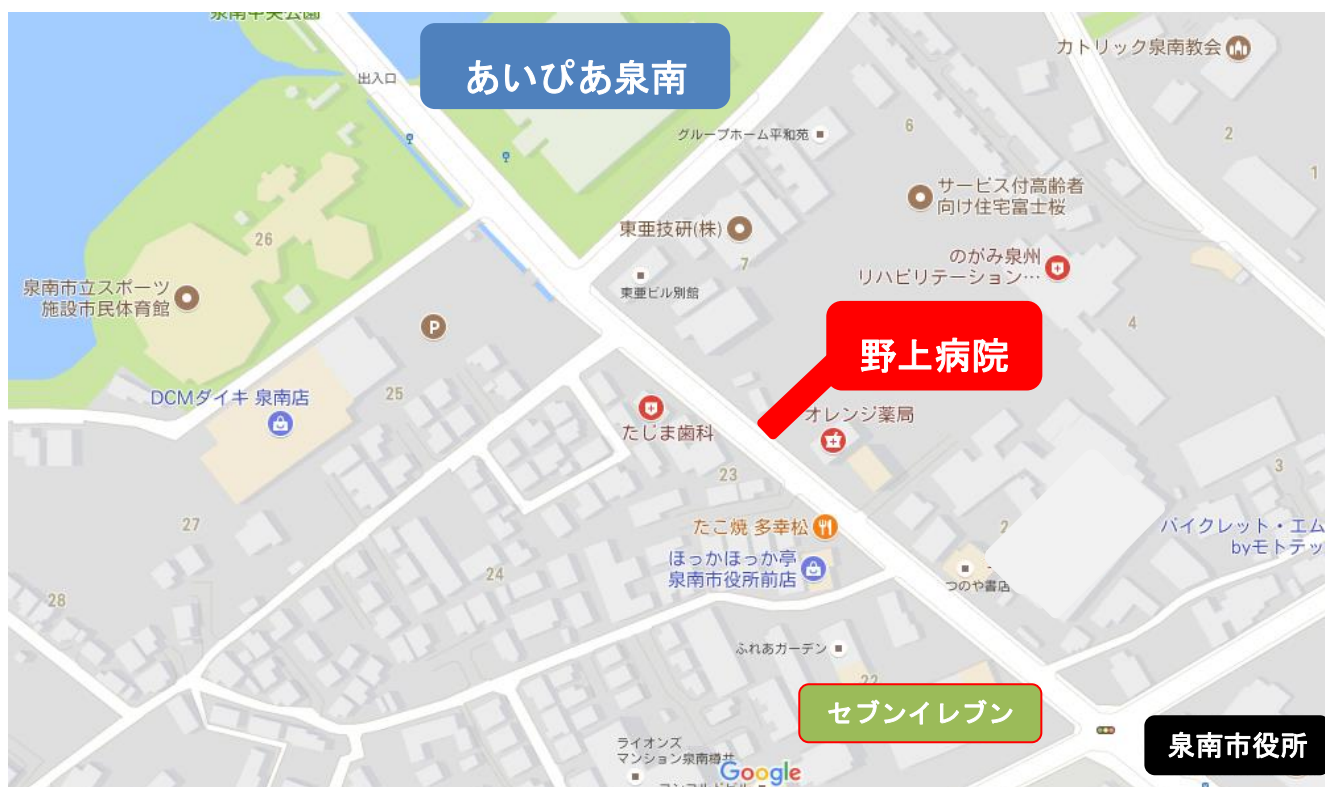 泉南中央公園
あいぴあ泉南
カトリック泉南教会
出入口
グループホーム平和苑
6
2
1
サービス付高齢者
向け住宅富士桜
東亜技研(株)
7
26
のがみ泉州
リハビリテーション…
泉南市立スポーツ
施設市民体育館
東亜ビル別館
P
4
野上病院
DCMダイキ 泉南店
25
たじま歯科
オレンジ薬局
23
3
27
たこ焼 多幸松
2
バイクレット・エム
byモトテッ
ほっかほっか亭
泉南市役所前店
24
つのや書店
28
ふれあガーデン
22
セブンイレブン
泉南市役所
ライオンズ
マンション泉南樽井
Google